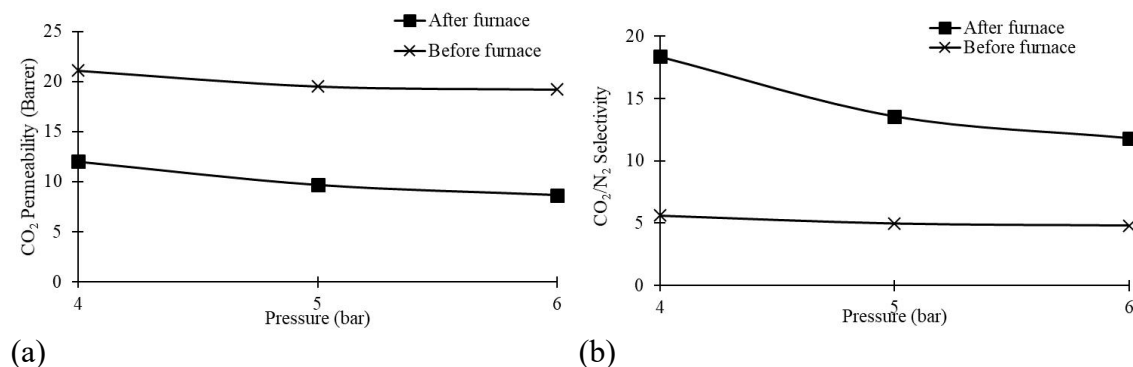 After furnace
Before furnace
25
20
15
10
5
0
4
5
6
CO₂ Permeability (Barrer)
Pressure (bar)
(a)
After furnace
Before furnace
20
15
10
5
0
4
5
6
CO₂/N₂ Selectivity
Pressure (bar)
(b)